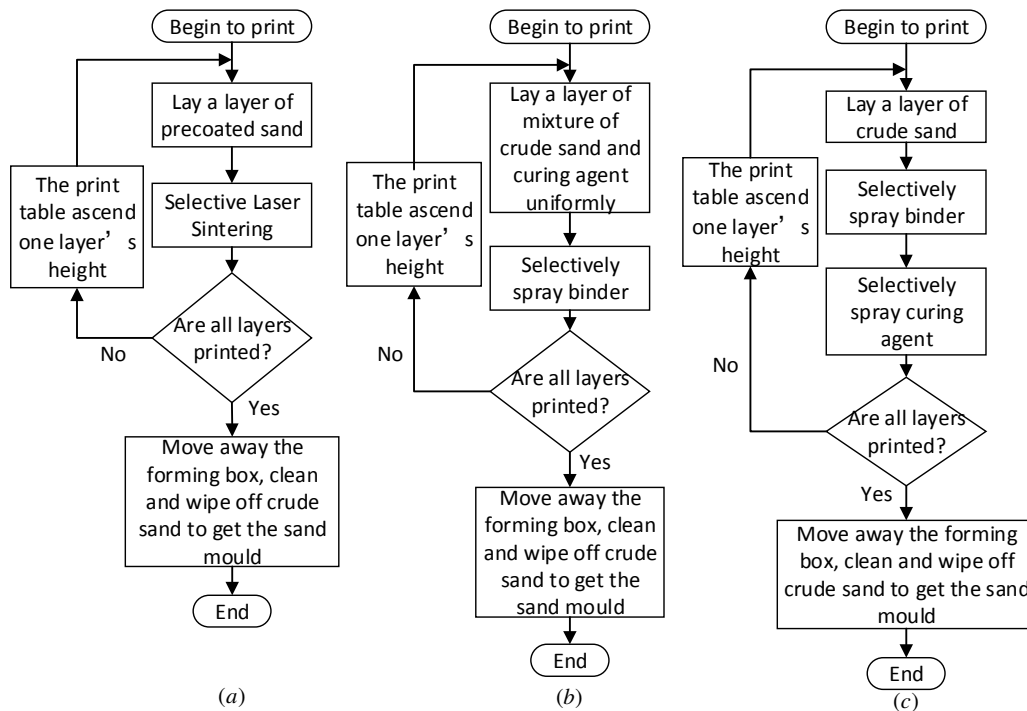 Begin to print
Lay a layer of
precoated sand
The print
table ascend
one layer’s
height
Selective Laser
Sintering
Are all layers
printed?
No
Yes
Move away the
forming box, clean
and wipe off crude
sand to get the sand
mould
End
(a)
Begin to print
Lay a layer of
mixture of
crude sand and
curing agent
uniformly
The print
table ascend
one layer’s
height
Selectively
spray binder
Are all layers
printed?
No
Yes
Move away the
forming box, clean
and wipe off crude
sand to get the
sand mould
End
(b)
Begin to print
Lay a layer of
crude sand
The print
table ascend
one layer’s
height
Selectively
spray binder
Selectively
spray curing
agent
No
Are all layers
printed?
Yes
Move away the forming
box, clean and wipe off
crude sand to get the sand
mould
End
(c)